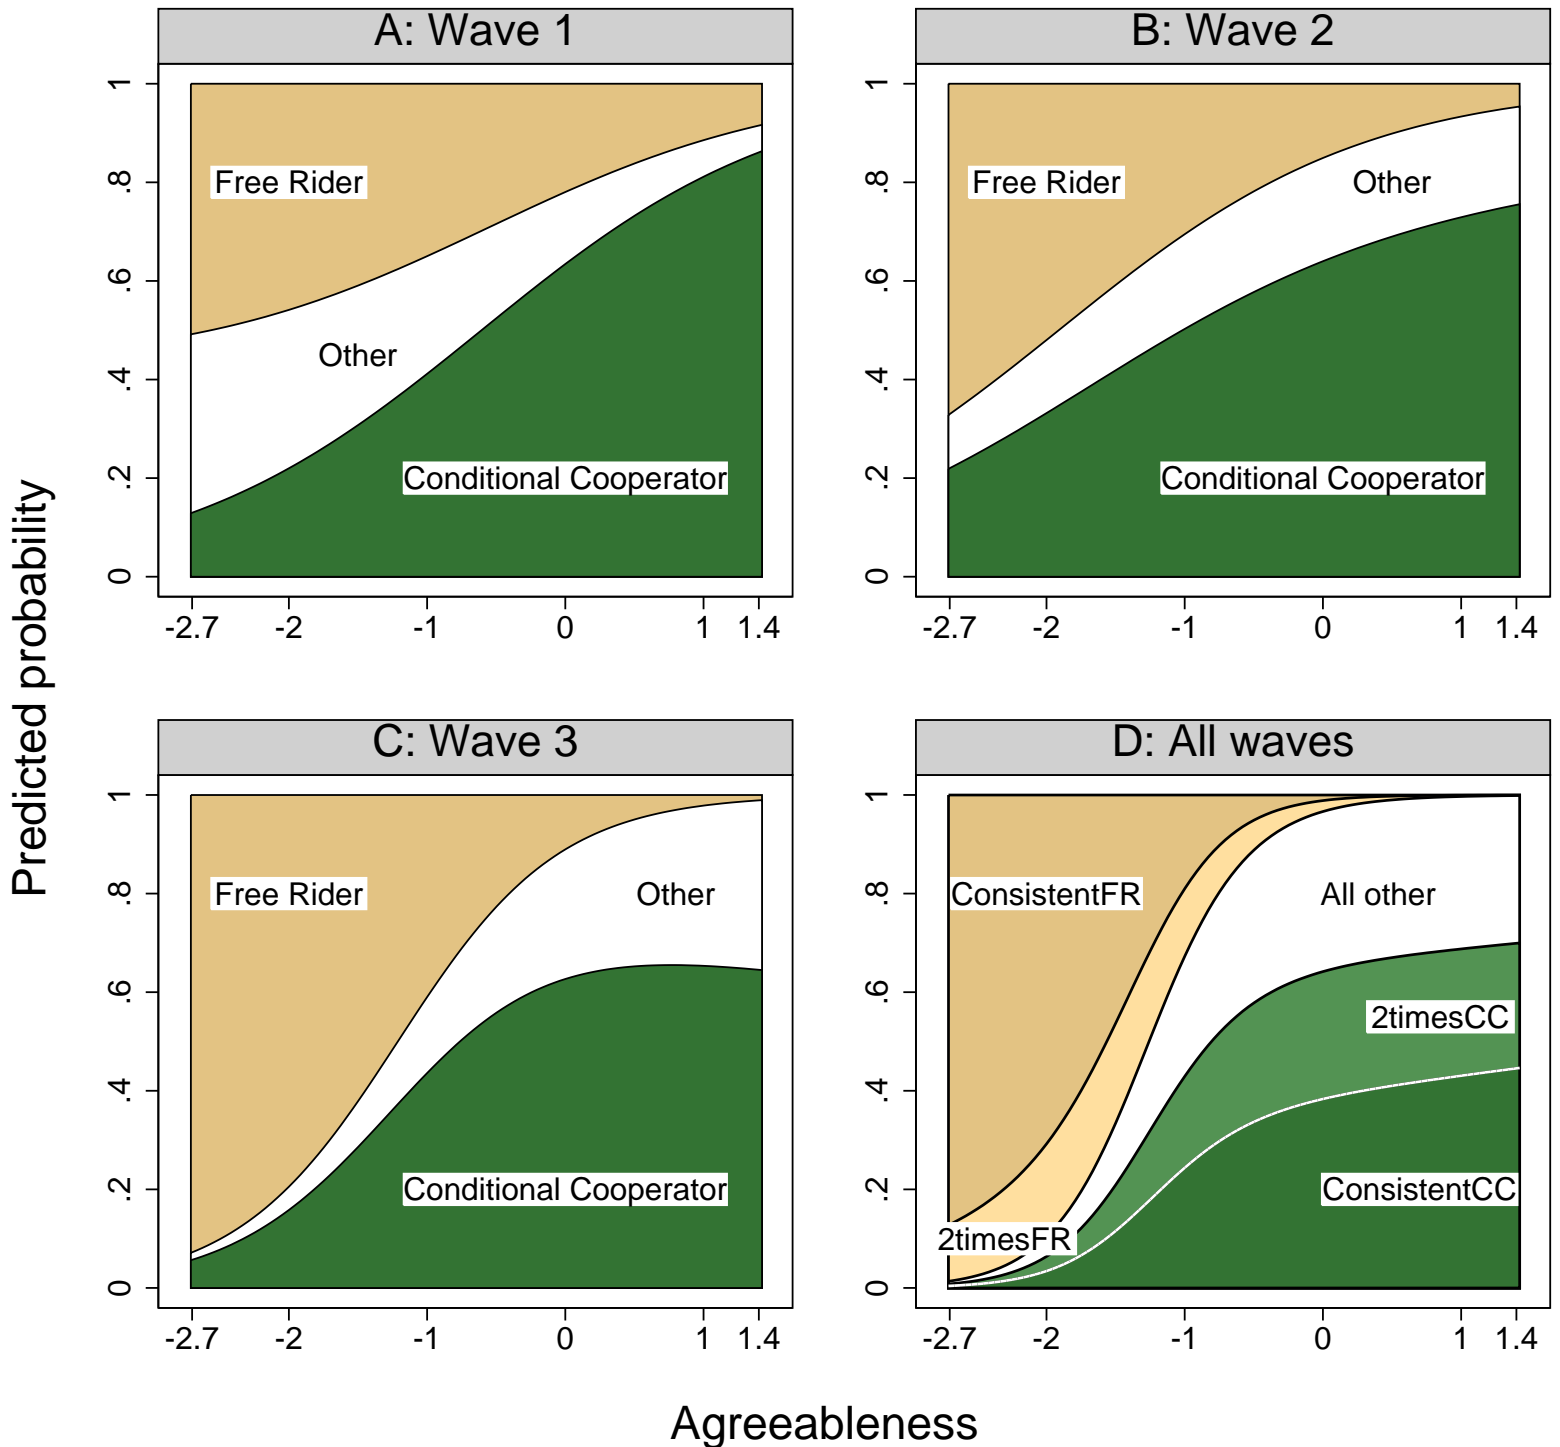 A: Wave 1
B: Wave 2
1
.8
.6
.4
.2
0
Free Rider
Other
Conditional Cooperator
-2.7 -2 -1 0 1 1.4
1
.8
.6
.4
.2
0
Free Rider
Other
Conditional Cooperator
-2.7 -2 -1 0 1 1.4
Predicted probability
C: Wave 3
D: All waves
1
.8
.6
.4
.2
0
Free Rider
Other
Conditional Cooperator
-2.7 -2 -1 0 1 1.4
1
.8
.6
.4
.2
0
ConsistentFR
All other
2timesCC
ConsistentCC
2timesFR
-2.7 -2 -1 0 1 1.4
Agreeableness